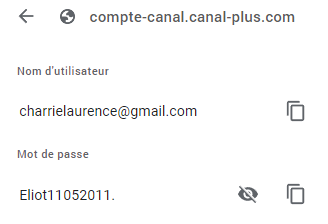 compte-canal.canal-plus.com
Nom d'utilisateur
charrielaurence@gmail.com
Mot de passe
Eliot11052011.